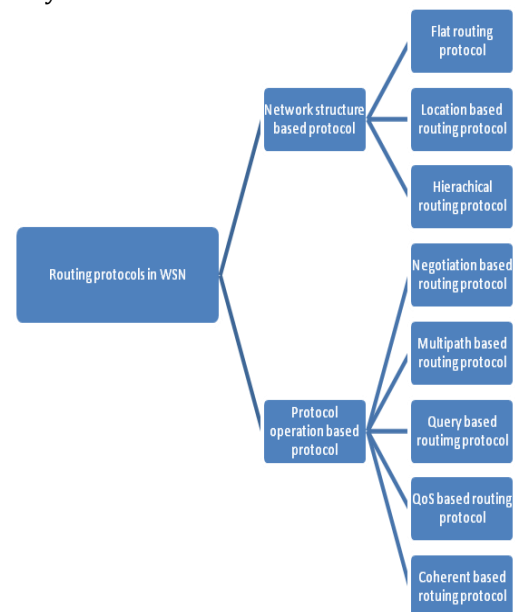 Flat routing
protocol
Network structure
based protocol
Location based
routing protocol
Hierachical
routing protocol
Routing protocols in WSN
Negotiation based
routing protocol
Multipath based
routing protocol
Protocol
operation based
protocol
Query based
routimg protocol
QoS based routing
protocol
Coherent based
rotuing protocol